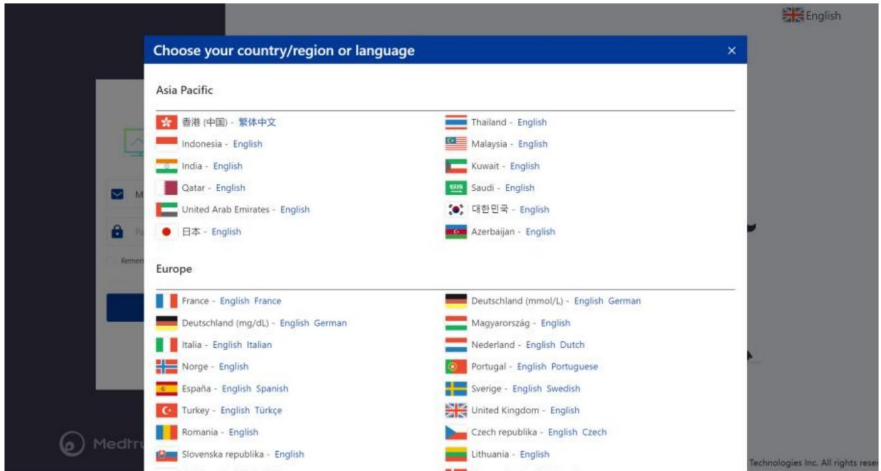 English
Choose your country/region or language
×
Asia Pacific
香港 (中国) - 繁体中文
Thailand - English
Indonesia - English
Malaysia - English
India - English
Kuwait - English
Qatar - English
Saudi - English
United Arab Emirates - English
대한민국 - English
日本 - English
Azerbaijan - English
Europe
France - English France
Deutschland (mmol/L) - English German
Deutschland (mg/dL) - English German
Magyarország - English
Italia - English Italian
Nederland - English Dutch
Norge - English
Portugal - English Portuguese
España - English Spanish
Sverige - English Swedish
Turkey - English Türkçe
United Kingdom - English
Romania - English
Czech republika - English Czech
Slovenska republika - English
Lithuania - English
M
Remem
Medtru
Technologies Inc. All rights rese